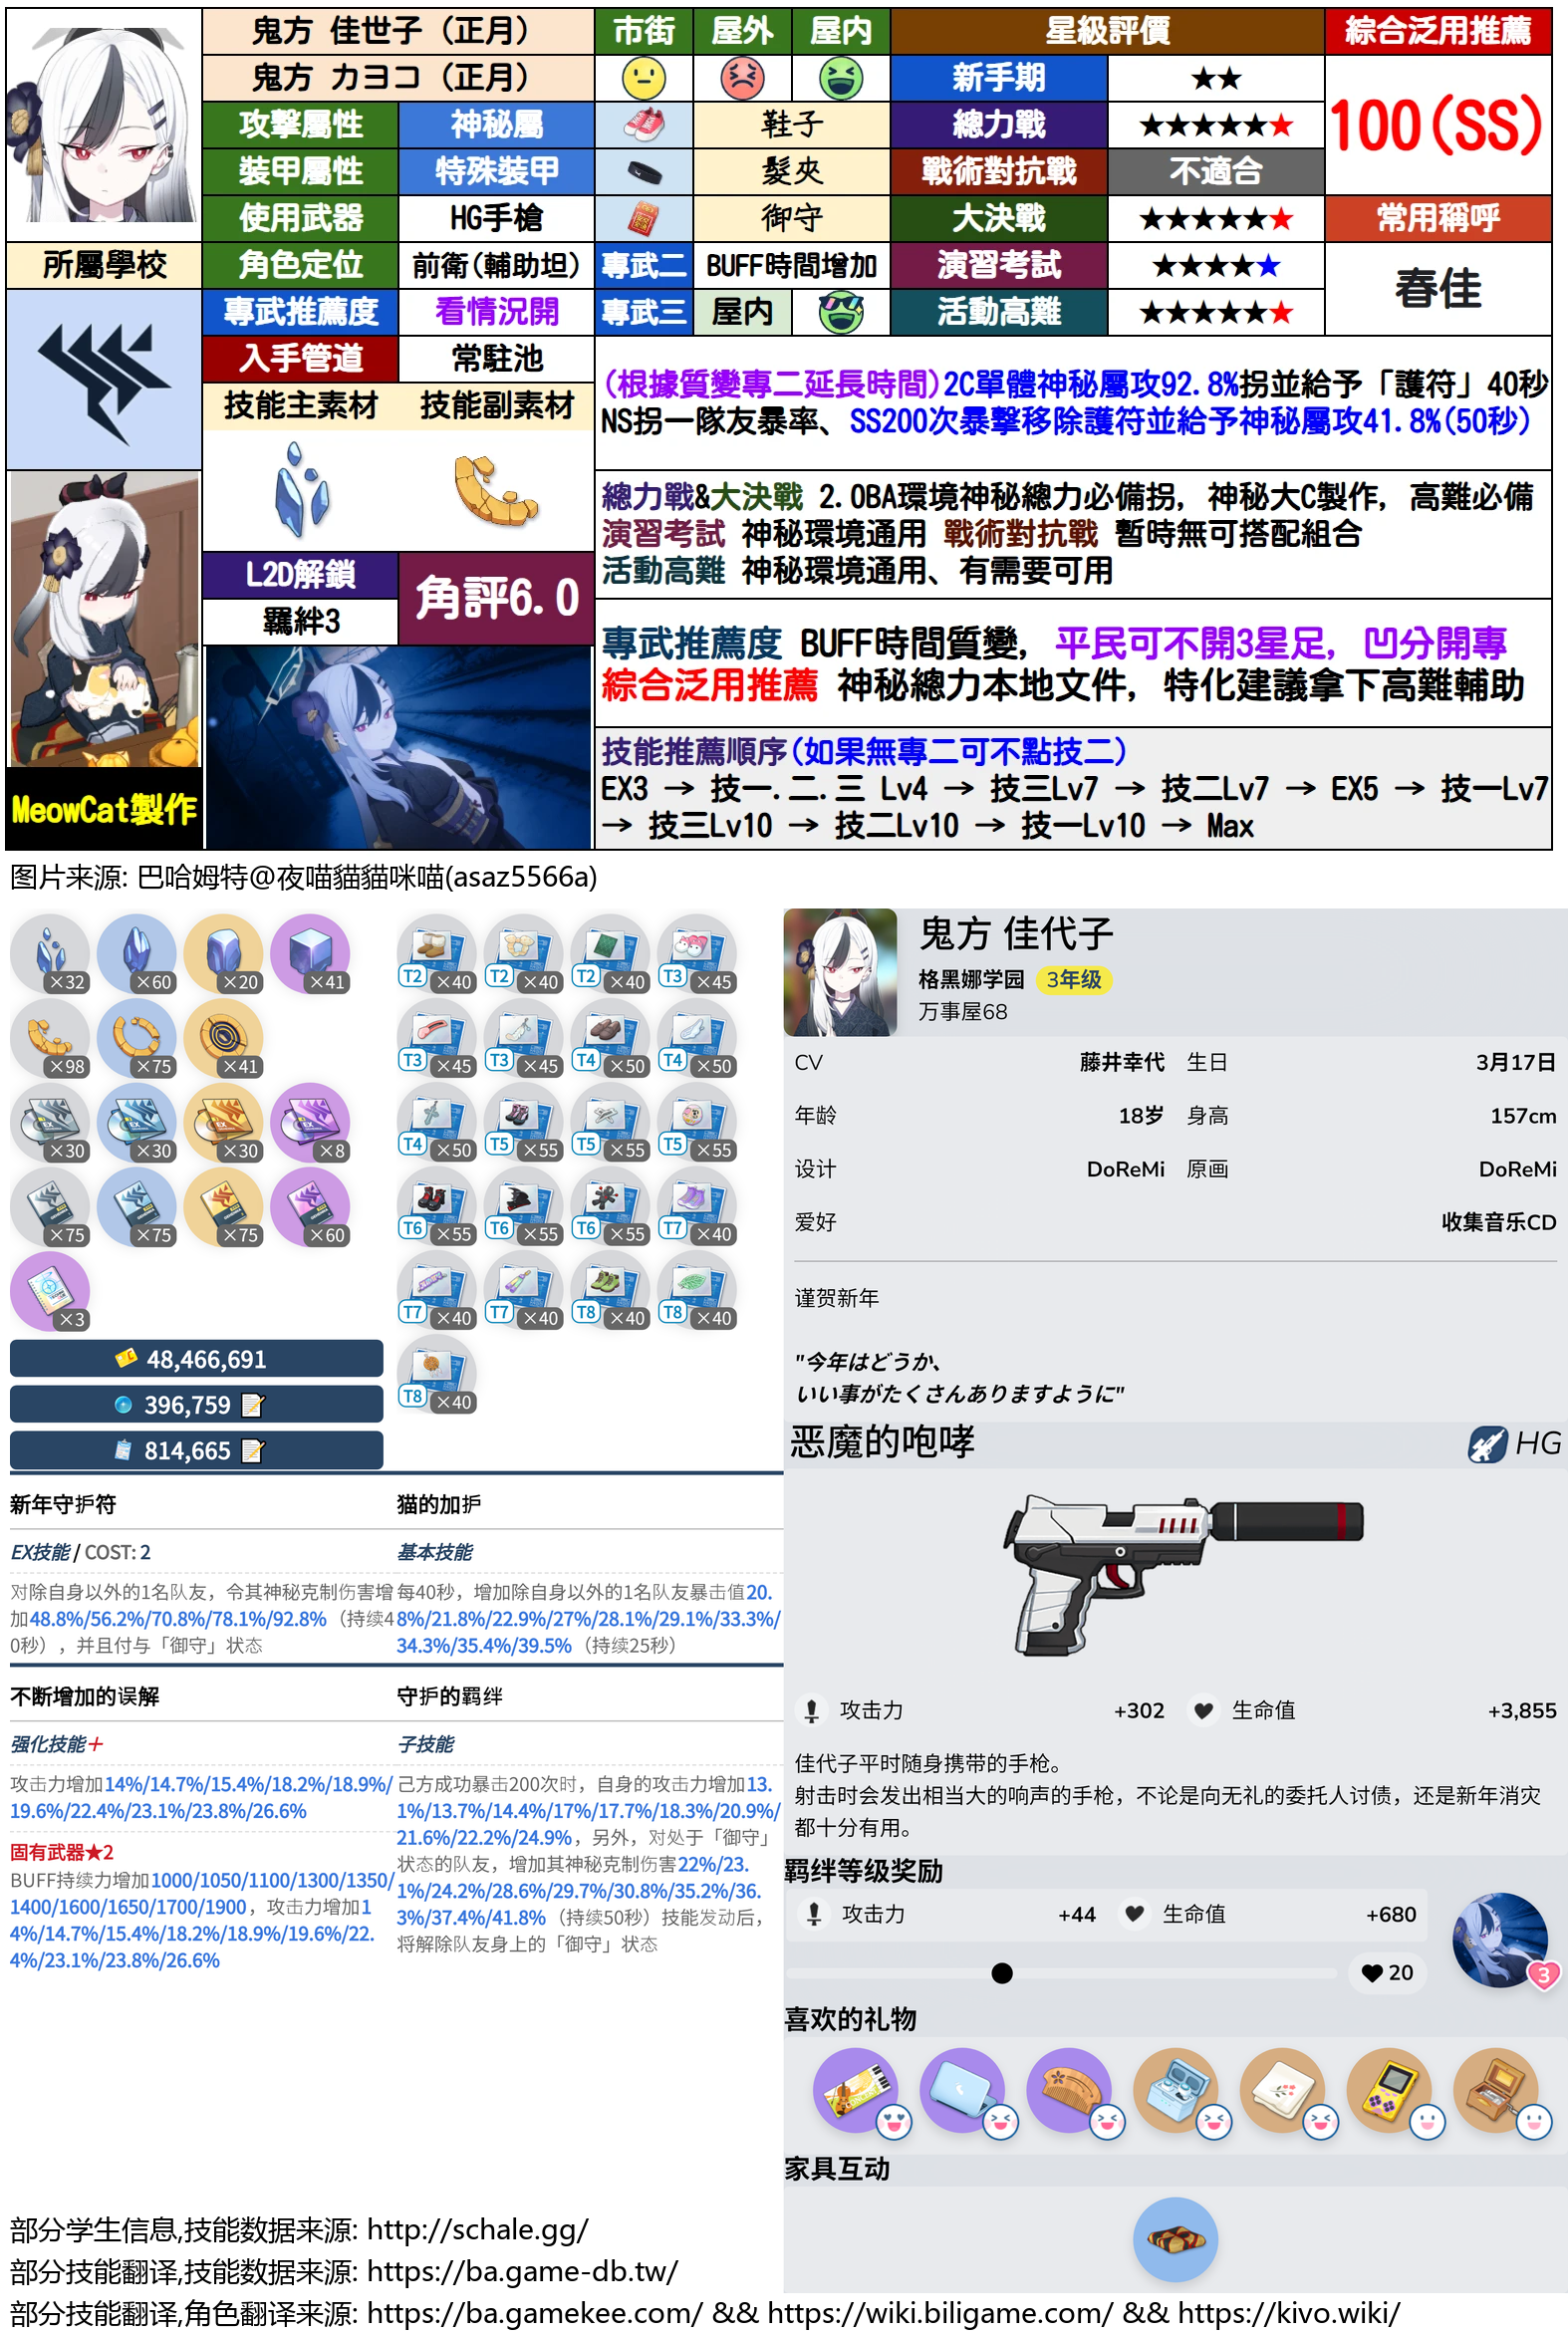 鬼方 佳世子（正月）
鬼方 カヨコ（正月）
市街 屋外 屋内
星級評價
綜合泛用推薦
新手期 ★★
100(SS)
攻擊屬性 神秘屬
鞋子
總力戰 ★★★★★★
裝甲屬性 特殊裝甲
髮夾
戰術對抗戰 不適合
使用武器 HG手槍
御守
大決戰 ★★★★★★
常用稱呼
所屬學校
角色定位 前衛(輔助坦)
專武二 BUFF時間增加
演習考試 ★★★★★
春佳
專武推薦度 看情況開
專武三 屋内
活動高難 ★★★★★★
入手管道 常駐池
技能主素材 技能副素材
(根據質變專二延長時間)2C單體神秘屬攻92.8%拐並給予「護符」40秒
NS拐一隊友暴率、SS200次暴擊移除護符並給予神秘屬攻41.8%(50秒)
總力戰&大決戰 2.0BA環境神秘總力必備拐, 神秘大C製作, 高難必備
演習考試 神秘環境通用 戰術對抗戰 暫時無可搭配組合
活動高難 神秘環境通用、有需要可用
L2D解鎖
羈絆3
角評6.0
專武推薦度 BUFF時間質變, 平民可不開3星足, 凹分開專
綜合泛用推薦 神秘總力本地文件, 特化建議拿下高難輔助
技能推薦順序(如果無專二可不點技二)
EX3 → 技一.二.三 Lv4 → 技三Lv7 → 技二Lv7 → EX5 → 技一Lv7
→ 技三Lv10 → 技二Lv10 → 技一Lv10 → Max
MeowCat製作
图片来源: 巴哈姆特@夜喵貓貓咪喵(asaz5566a)
×32 ×60 ×20 ×41
×98 ×75 ×41
×30 ×30 ×30 ×8
×75 ×75 ×75 ×60
×3
48,466,691
396,759
814,665
T2 ×40 T2 ×40 T2 ×40 T3 ×45
T3 ×45 T3 ×45 T4 ×50 T4 ×50
T4 ×50 T5 ×55 T5 ×55 T5 ×55
T6 ×55 T6 ×55 T6 ×55 T7 ×40
T7 ×40 T7 ×40 T8 ×40 T8 ×40
T8 ×40
新年守护符
EX技能 / COST: 2
对除自身以外的1名队友，令其神秘克制伤害增
加48.8%/56.2%/70.8%/78.1%/92.8%（持续4
0秒），并且付与「御守」状态
猫的加护
基本技能
每40秒，增加除自身以外的1名队友暴击值20.
8%/21.8%/22.9%/27%/28.1%/29.1%/33.3%/
34.3%/35.4%/39.5%（持续25秒）
不断增加的误解
强化技能＋
攻击力增加14%/14.7%/15.4%/18.2%/18.9%/
19.6%/22.4%/23.1%/23.8%/26.6%
固有武器★2
BUFF持续力增加1000/1050/1100/1300/1350/
1400/1600/1650/1700/1900，攻击力增加1
4%/14.7%/15.4%/18.2%/18.9%/19.6%/22.
4%/23.1%/23.8%/26.6%
守护的羁绊
子技能
己方成功暴击200次时，自身的攻击力增加13.
1%/13.7%/14.4%/17%/17.7%/18.3%/20.9%/
21.6%/22.2%/24.9%，另外，对处于「御守」
状态的队友，增加其神秘克制伤害22%/23.
1%/24.2%/28.6%/29.7%/30.8%/35.2%/36.
3%/37.4%/41.8%（持续50秒）技能发动后，
将解除队友身上的「御守」状态
鬼方 佳代子
格黑娜学园 3年级
万事屋68
CV 藤井幸代 生日 3月17日
年龄 18岁 身高 157cm
设计 DoReMi 原画 DoReMi
爱好 收集音乐CD
谨贺新年
"今年はどうか、
いい事がたくさんありますように"
恶魔的咆哮 HG
攻击力 +302 生命值 +3,855
佳代子平时随身携带的手枪。
射击时会发出相当大的响声的手枪，不论是向无礼的委托人讨债，还是新年消灾
都十分有用。
羁绊等级奖励
攻击力 +44 生命值 +680
20
3
喜欢的礼物
家具互动
部分学生信息,技能数据来源: http://schale.gg/
部分技能翻译,技能数据来源: https://ba.game-db.tw/
部分技能翻译,角色翻译来源: https://ba.gamekee.com/ && https://wiki.biligame.com/ && https://kivo.wiki/